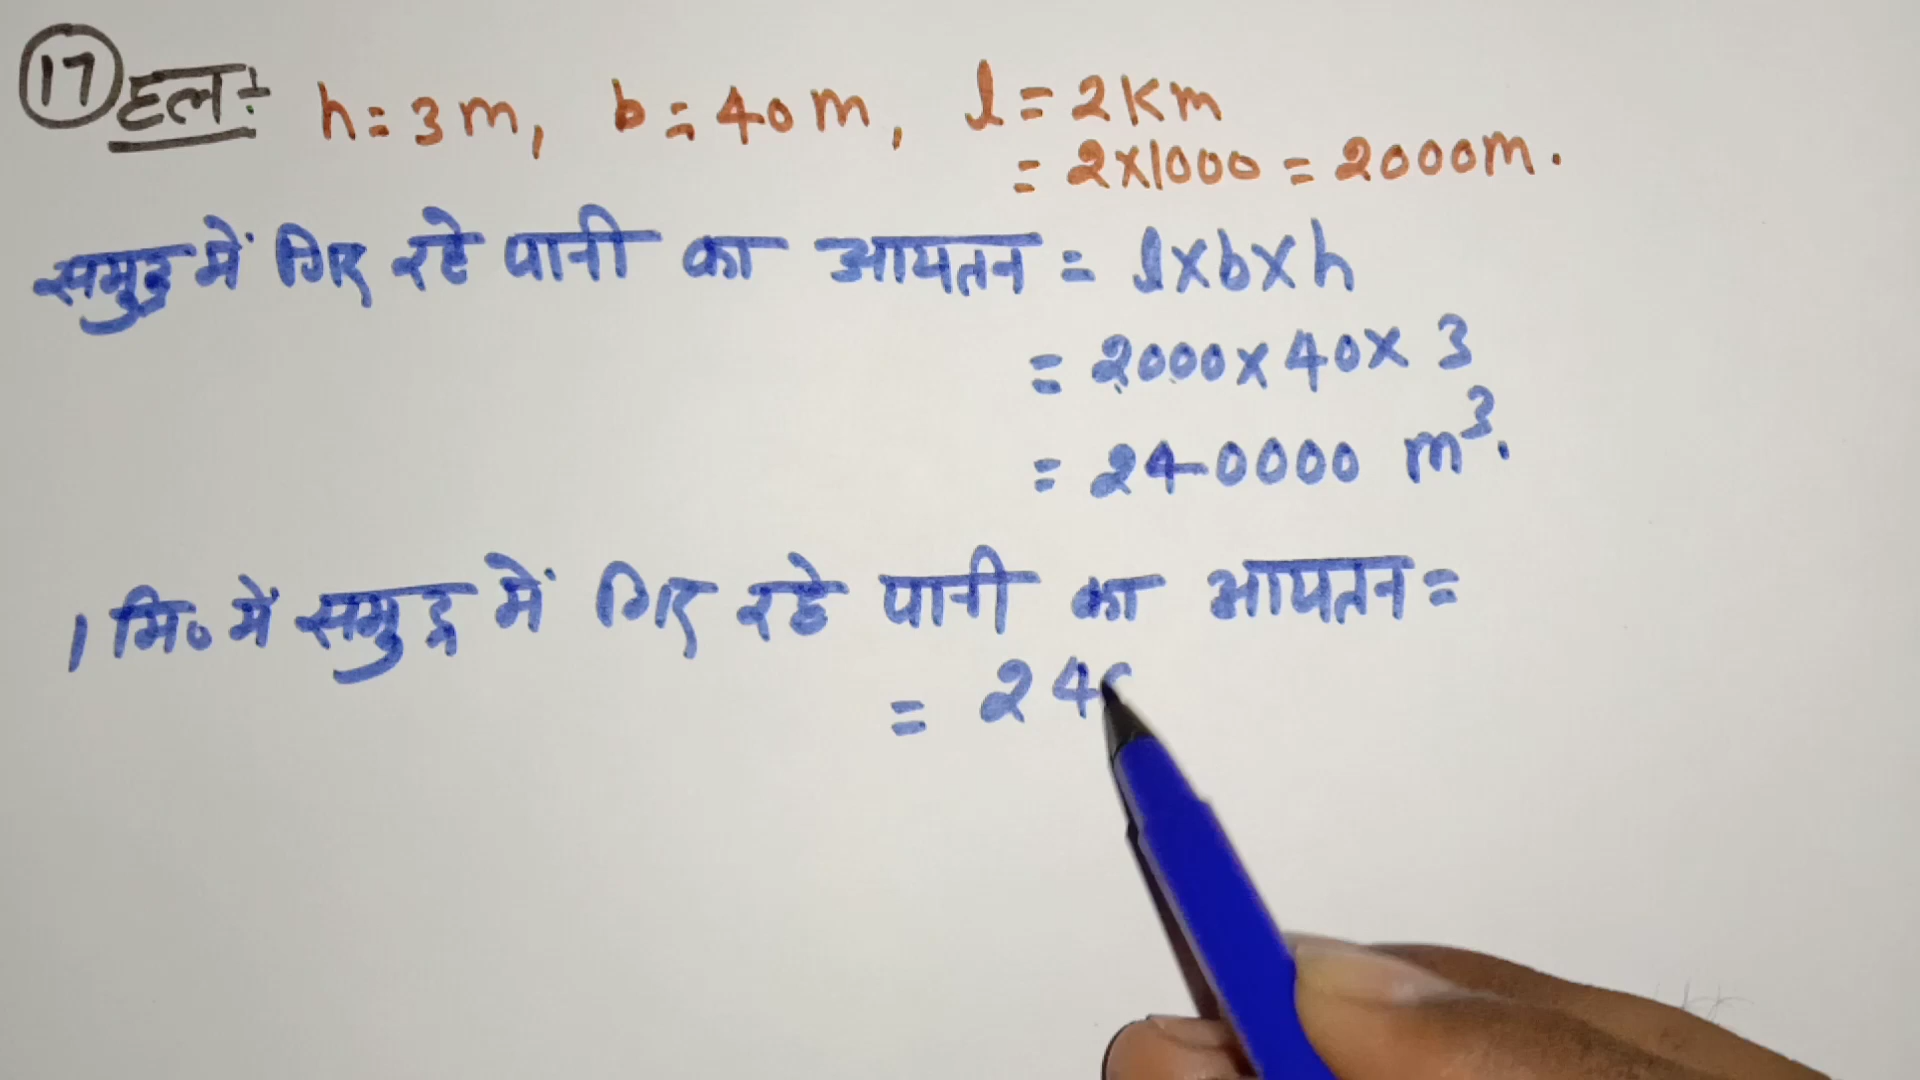 17 हल÷ h=3m, b=40m, l=2Km
=2×1000=2000m.
समुद्र में गिर रहे पानी का आयतन = l×b×h
= 2000×40×3
= 240000 m³.
1 मि० में समुद्र में गिर रहे पानी का आयतन =
= 24